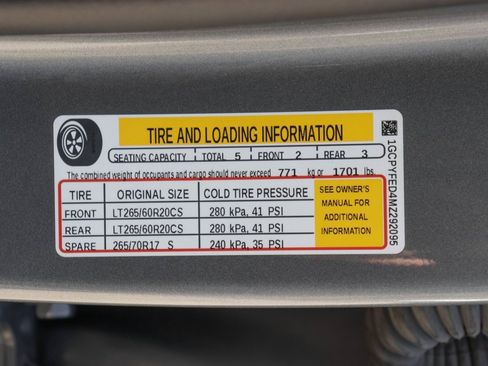 TIRE AND LOADING INFORMATION
SEATING CAPACITY TOTAL 5 FRONT 2 REAR 3
The combined weight of occupants and cargo should never exceed 771 kg or 1701 lbs.
TIRE ORIGINAL SIZE COLD TIRE PRESSURE
FRONT LT265/60R20CS 280 kPa, 41 PSI
REAR LT265/60R20CS 280 kPa, 41 PSI
SPARE 265/70R17 S 240 kPa, 35 PSI
SEE OWNER'S
MANUAL FOR
ADDITIONAL
INFORMATION
1GCPYFED4MZ292095